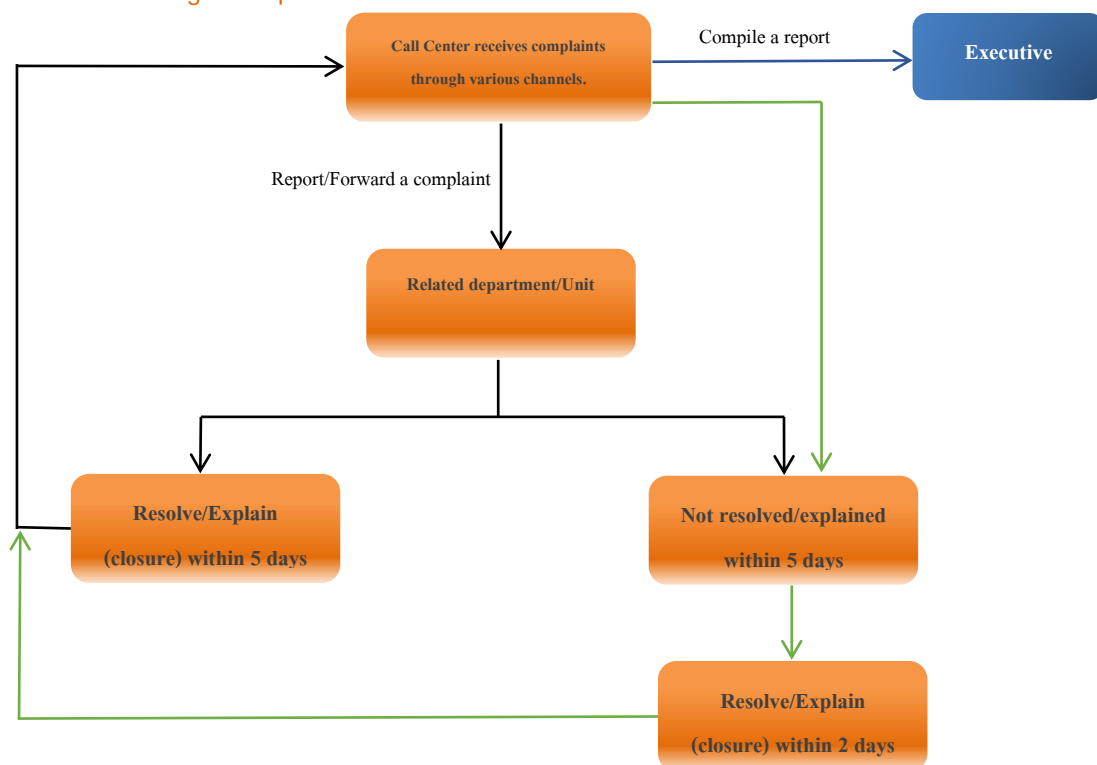 Call Center receives complaints
through various channels.
Compile a report
Executive
Report/Forward a complaint
Related department/Unit
Resolve/Explain
(closure) within 5 days
Not resolved/explained
within 5 days
Resolve/Explain
(closure) within 2 days